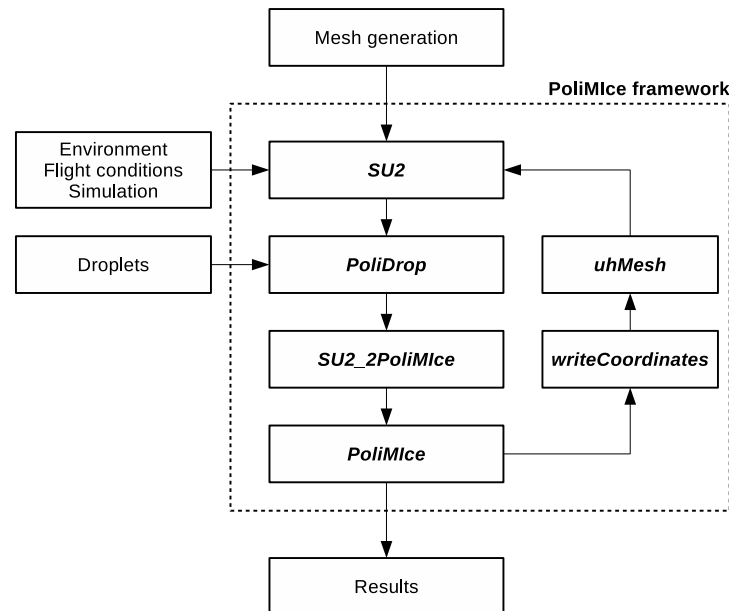 Mesh generation
PoliMIce framework
Environment
Flight conditions
Simulation
SU2
Droplets
PoliDrop
uhMesh
SU2_2PoliMIce
writeCoordinates
PoliMIce
Results